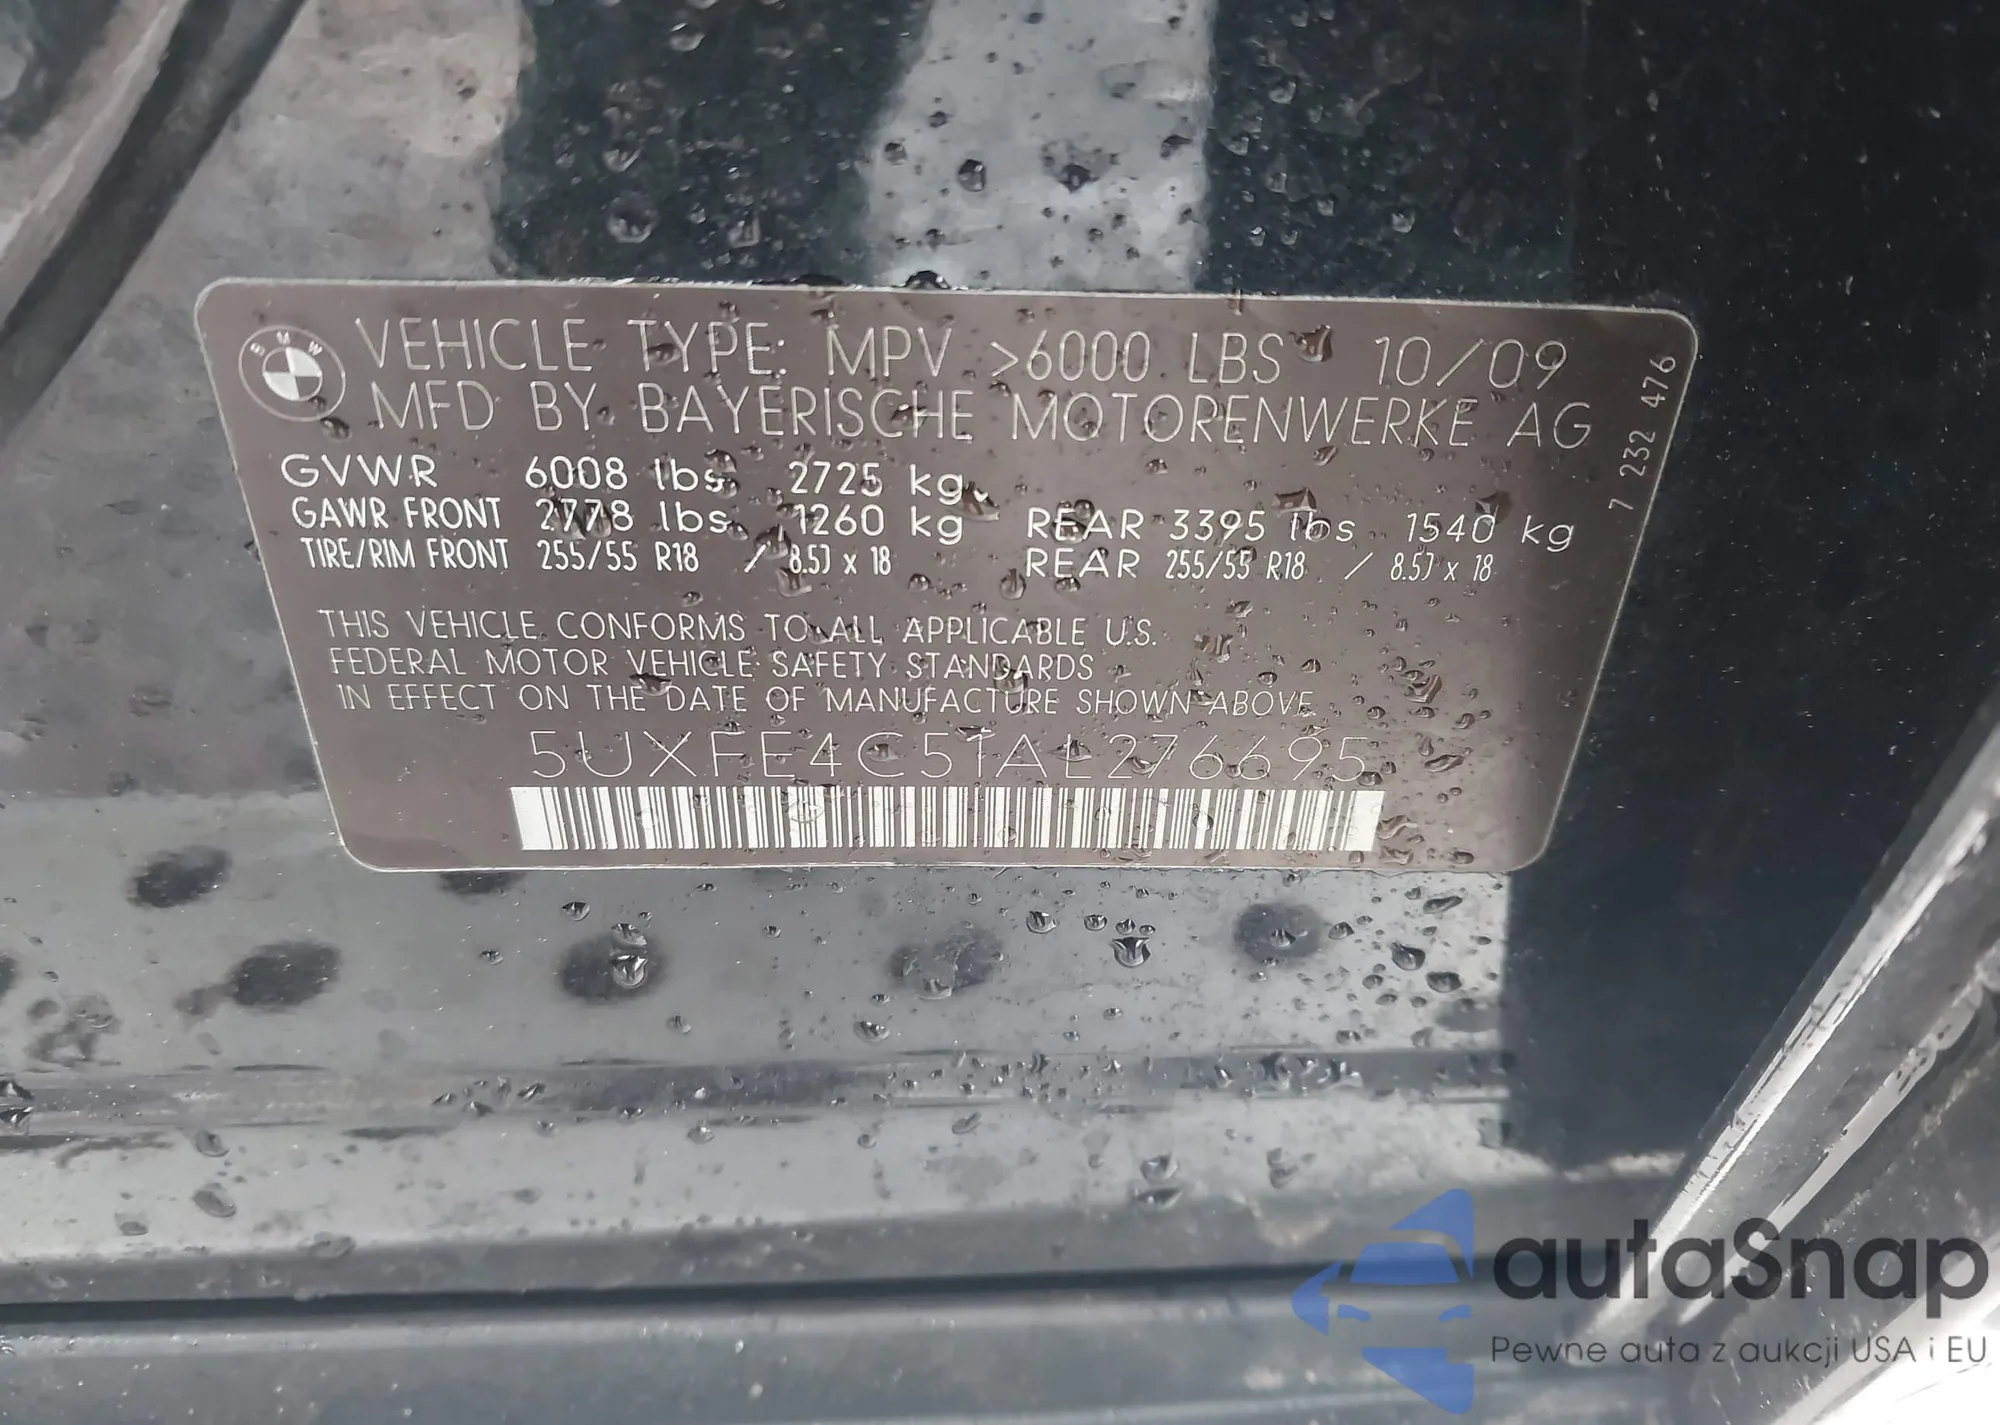 BMW
VEHICLE TYPE: MPV >6000 LBS 10/09
MFD BY BAYERISCHE MOTORENWERKE AG
GVWR 6008 lbs 2725 kg
GAWR FRONT 2778 lbs 1260 kg REAR 3395 lbs 1540 kg
TIRE/RIM FRONT 255/55 R18 / 8.5J x 18 REAR 255/55 R18 / 8.5J x 18
7 232 476
THIS VEHICLE CONFORMS TO ALL APPLICABLE U.S.
FEDERAL MOTOR VEHICLE SAFETY STANDARDS
IN EFFECT ON THE DATE OF MANUFACTURE SHOWN ABOVE
5UXFE4C51AL276695
autaSnap
Pewne auta z aukcji USA i EU